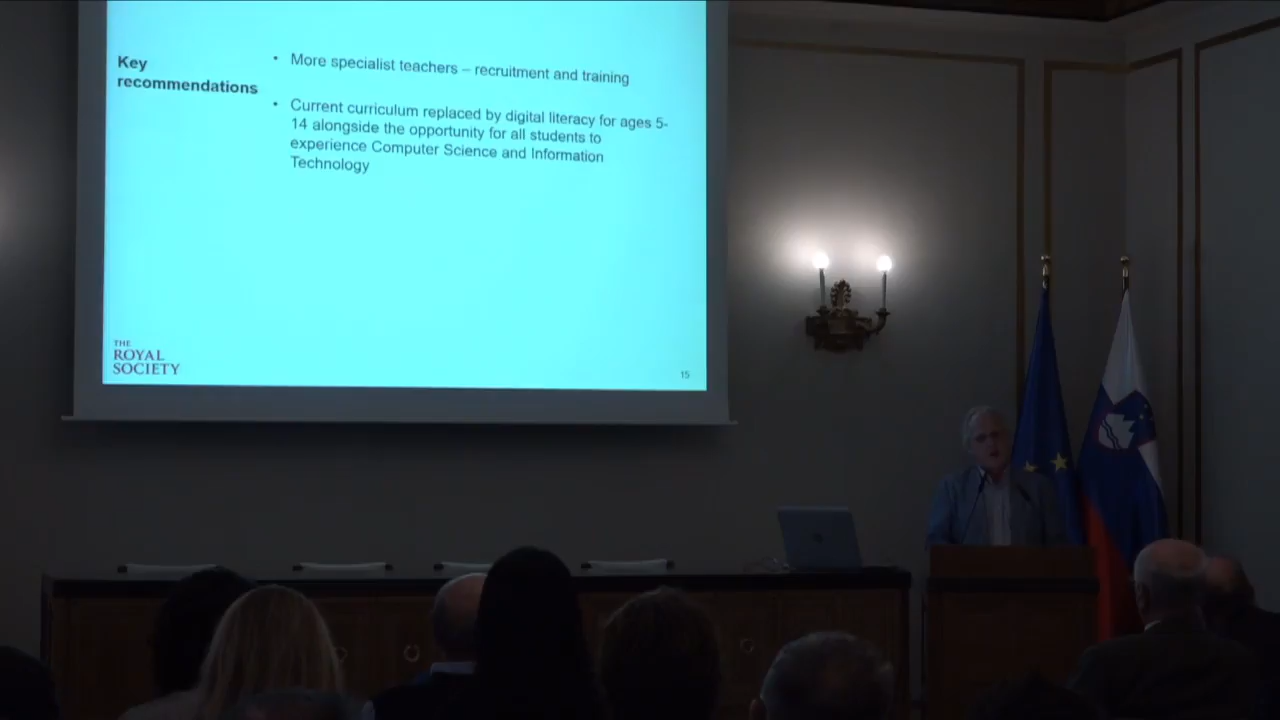 Key
recommendations
• More specialist teachers – recruitment and training
• Current curriculum replaced by digital literacy for ages 5-
14 alongside the opportunity for all students to
experience Computer Science and Information
Technology
THE
ROYAL
SOCIETY
15